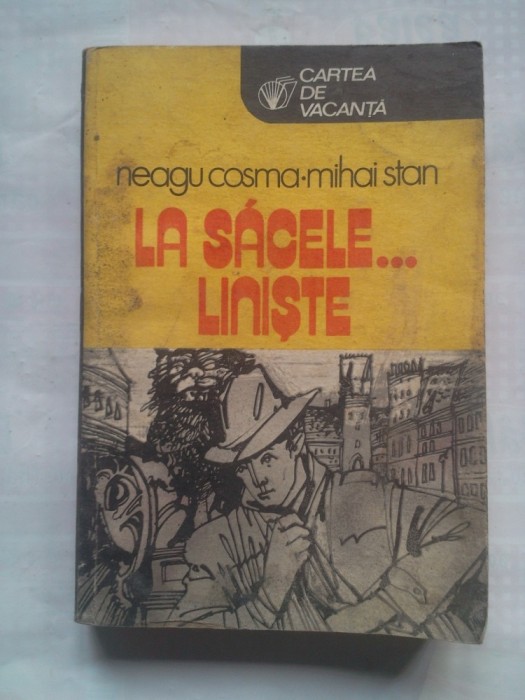 CARTEA
DE
VACANȚĂ
neagu cosma·mihai stan
LA SĂCELE...
LINIȘTE